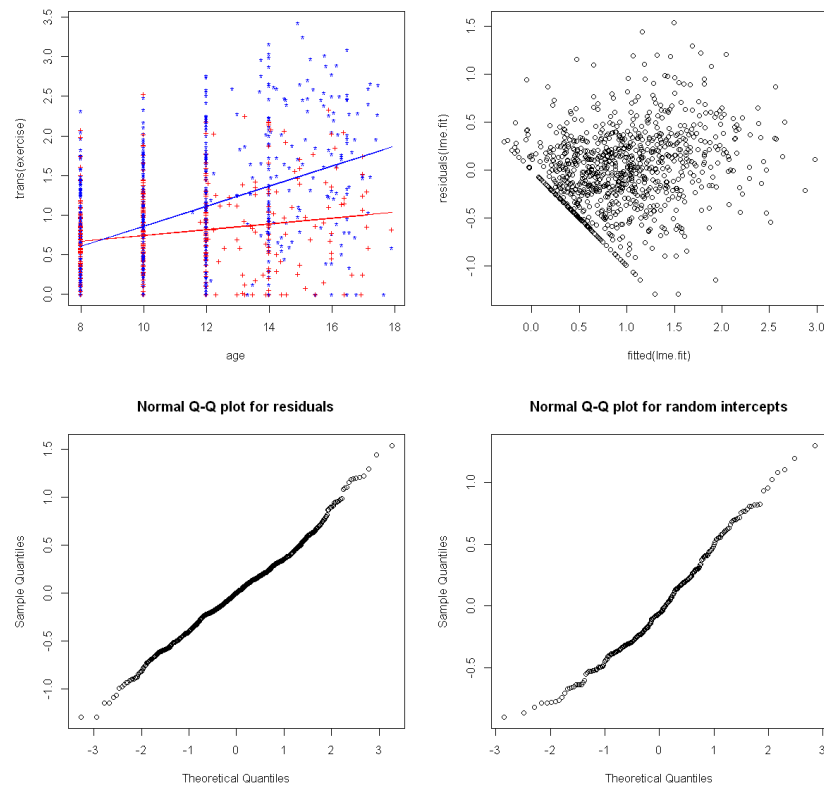 trans(exercise)
0.0 0.5 1.0 1.5 2.0 2.5 3.0 3.5
8 10 12 14 16 18
age
residuals(lme.fit)
-1.0 -0.5 0.0 0.5 1.0 1.5
0.0 0.5 1.0 1.5 2.0 2.5 3.0
fitted(lme.fit)
Normal Q-Q plot for residuals
Sample Quantiles
-1.0 -0.5 0.0 0.5 1.0 1.5
-3 -2 -1 0 1 2 3
Theoretical Quantiles
Normal Q-Q plot for random intercepts
Sample Quantiles
-0.5 0.0 0.5 1.0
-3 -2 -1 0 1 2 3
Theoretical Quantiles